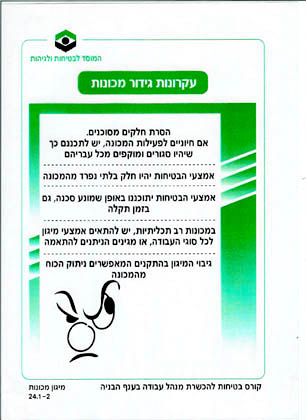 המוסד לבטיחות ולגיהות
עקרונות גידור מכונות
הסרת חלקים מסוכנים.
אם חיוניים לפעילות המכונה, יש לתכננם כך
שיהיו סגורים ומוקפים מכל עבריהם
אמצעי הבטיחות יהיו חלק בלתי נפרד מהמכונה
אמצעי הבטיחות יתוכננו באופן שמונע סכנה, גם
בזמן תקלה
במכונות רב תכליתיות, יש להתאים אמצעי מיגון
לכל סוגי העבודה, או מגינים הניתנים להתאמה
גיבוי המיגון בהתקנים המאפשרים ניתוק הכוח
מהמכונה
קורס בטיחות להכשרת מנהל עבודה בענף הבניה
מיגון מכונות
24.1-2